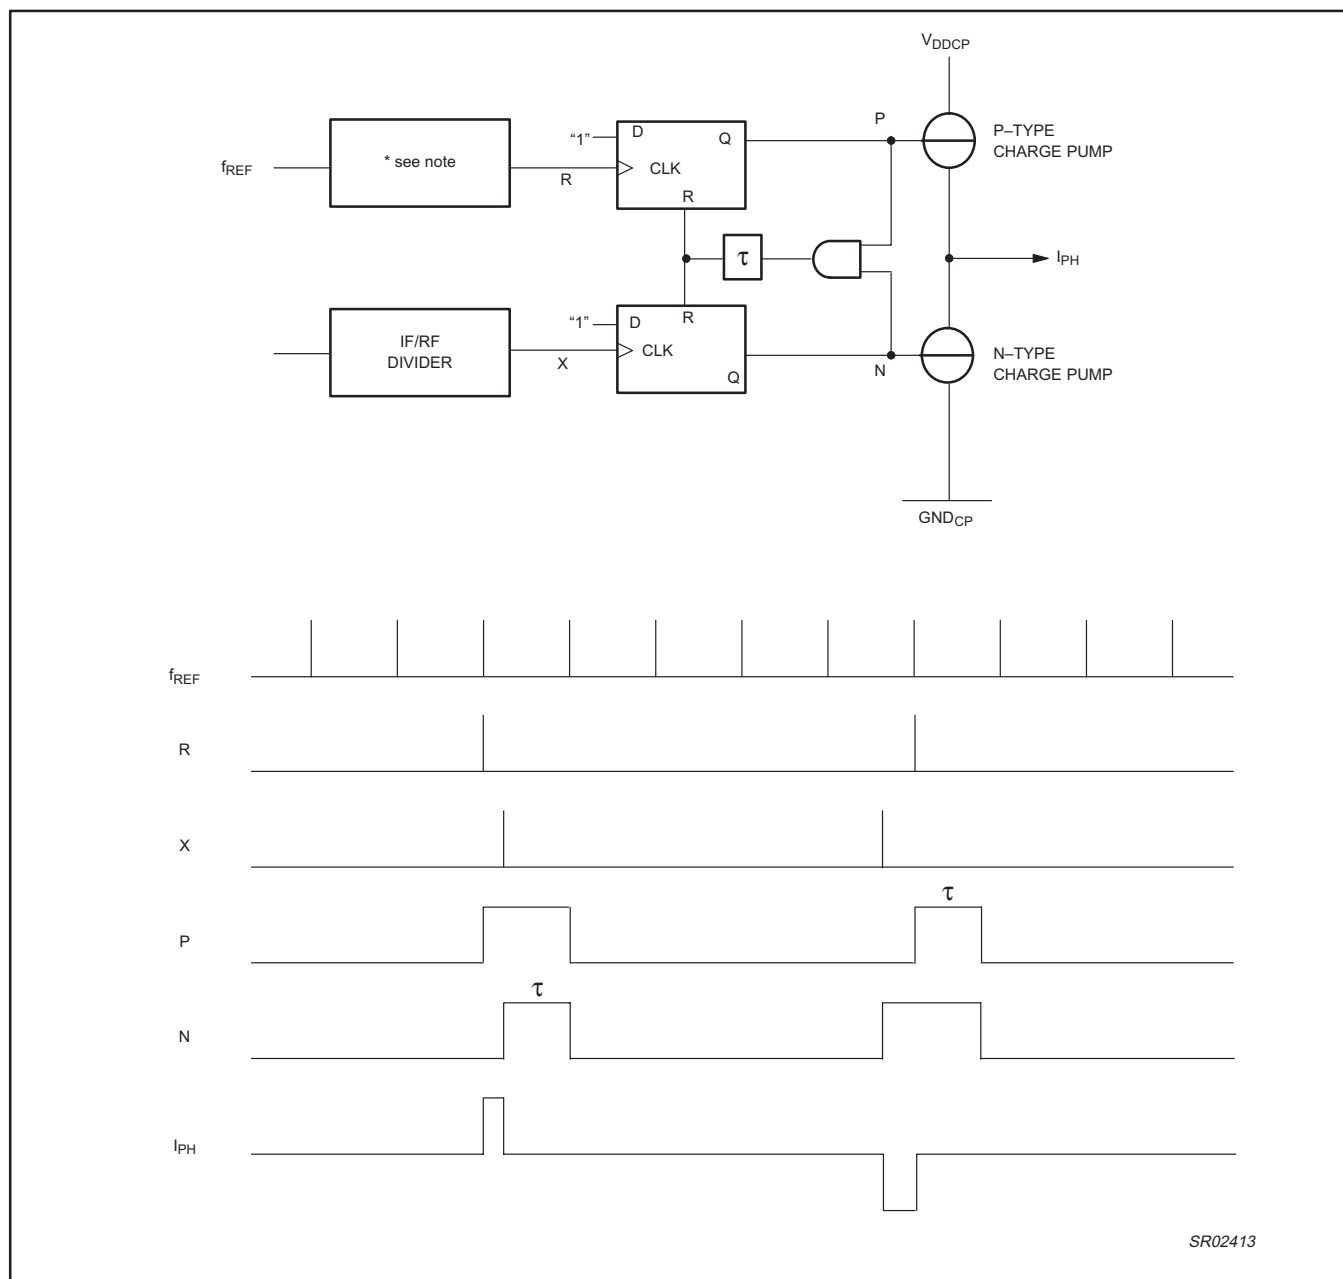 VDDCP
P
P–TYPE
CHARGE PUMP
"1"
D
Q
fREF
* see note
R
CLK
R
τ
IPH
"1"
D
R
IF/RF
DIVIDER
X
CLK
Q
N
N–TYPE
CHARGE PUMP
GNDCP
fREF
R
X
τ
P
τ
N
IPH
SR02413